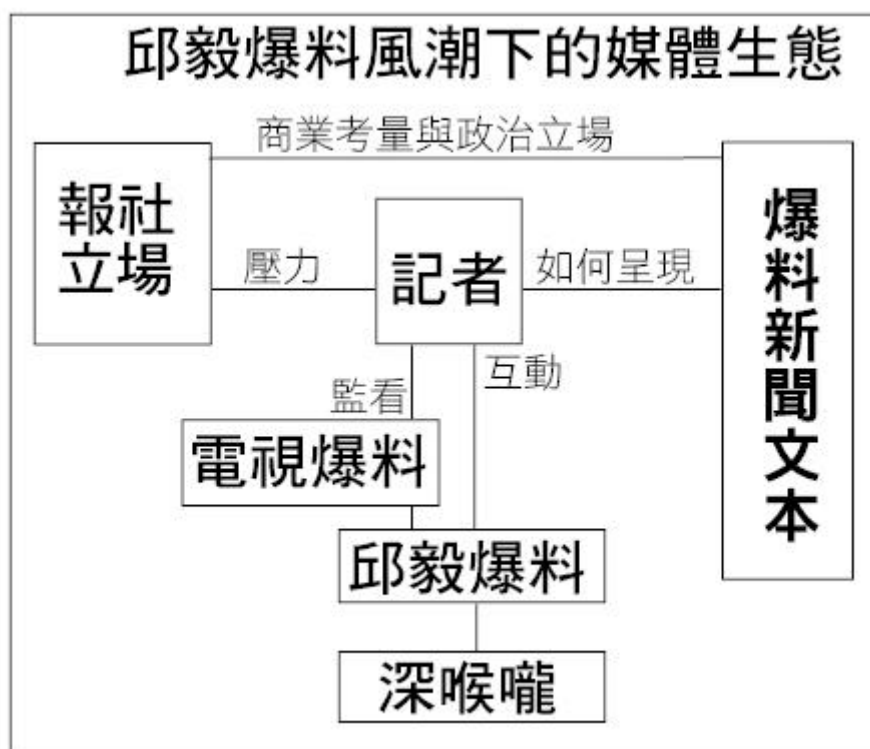 邱毅爆料風潮下的媒體生態
商業考量與政治立場
報社
立場
壓力
記者
如何呈現
爆料新聞文本
監看
互動
電視爆料
邱毅爆料
深喉嚨